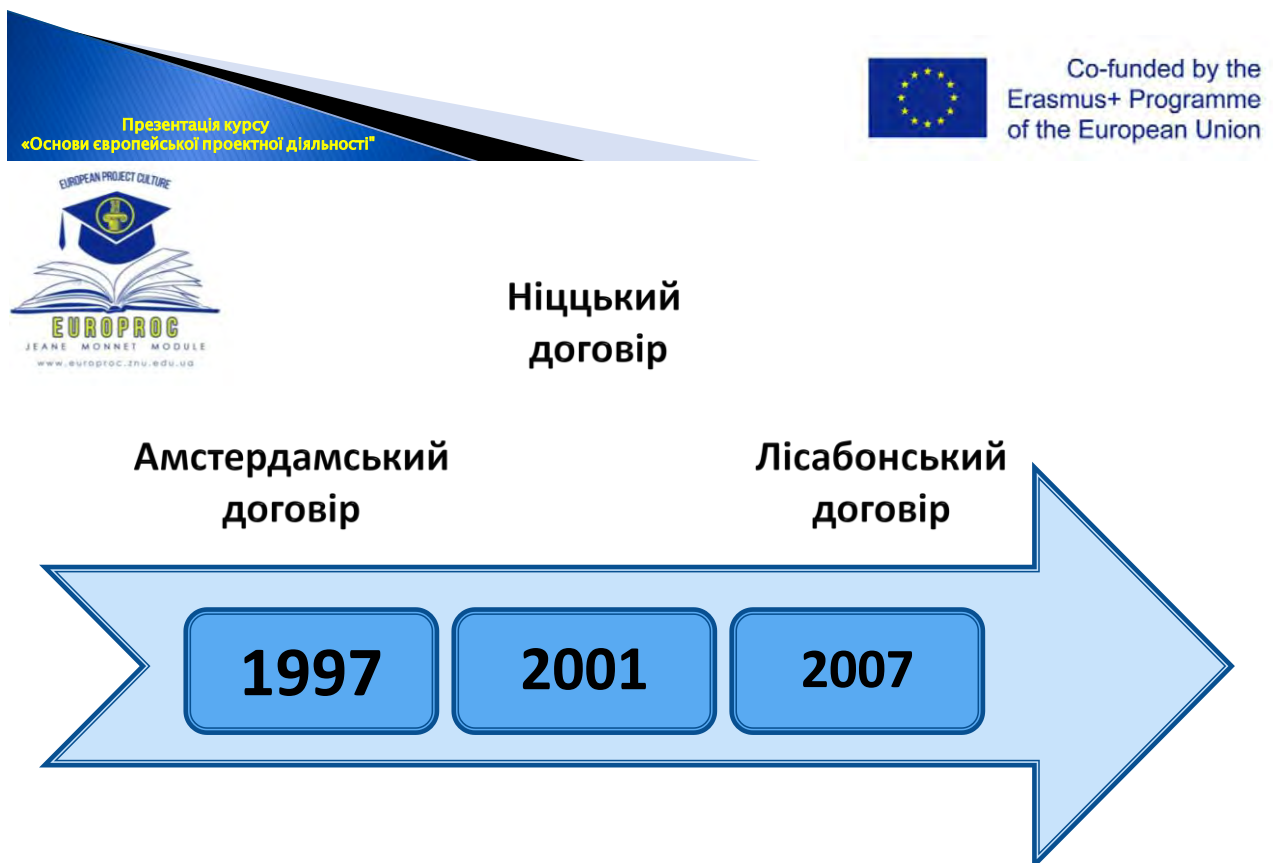 Презентація курсу
«Основи європейської проектної діяльності"
Co-funded by the
Erasmus+ Programme
of the European Union
EUROPEAN PROJECT CULTURE
EUROPROC
JEANE MONNET MODULE
www.europroc.znu.edu.ua
Ніццький
договір
Амстердамський
договір
Лісабонський
договір
1997
2001
2007